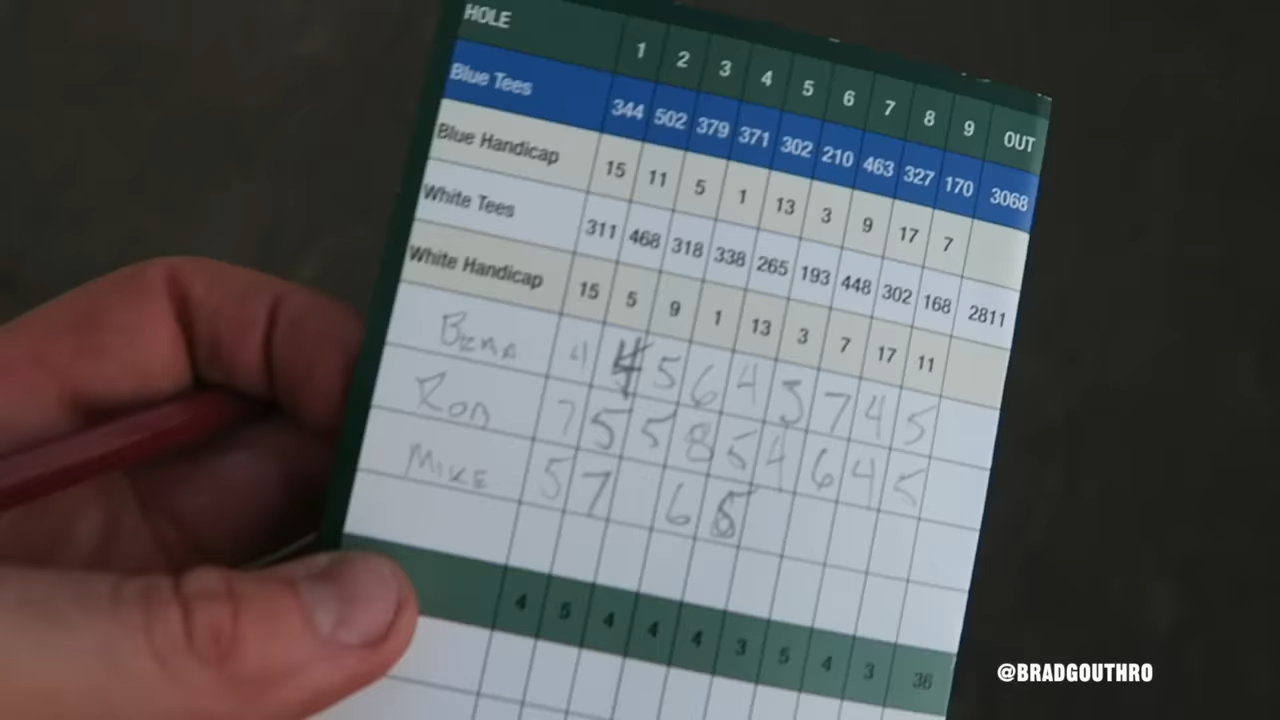 HOLE 1 2 3 4 5 6 7 8 9 OUT
Blue Tees 344 502 379 371 302 210 463 327 170 3068
Blue Handicap 15 11 5 1 13 3 9 17 7
White Tees 311 468 318 338 265 193 448 302 168 2811
White Handicap 15 5 9 1 13 3 7 17 11
4 4 5 6 4 5 7 4 5
ROB 7 5 5 8 5 4 6 4 5
MIKE 5 7 6
4 5 4 4 4 3 5 4 3 36
@BRADGOUTHRO